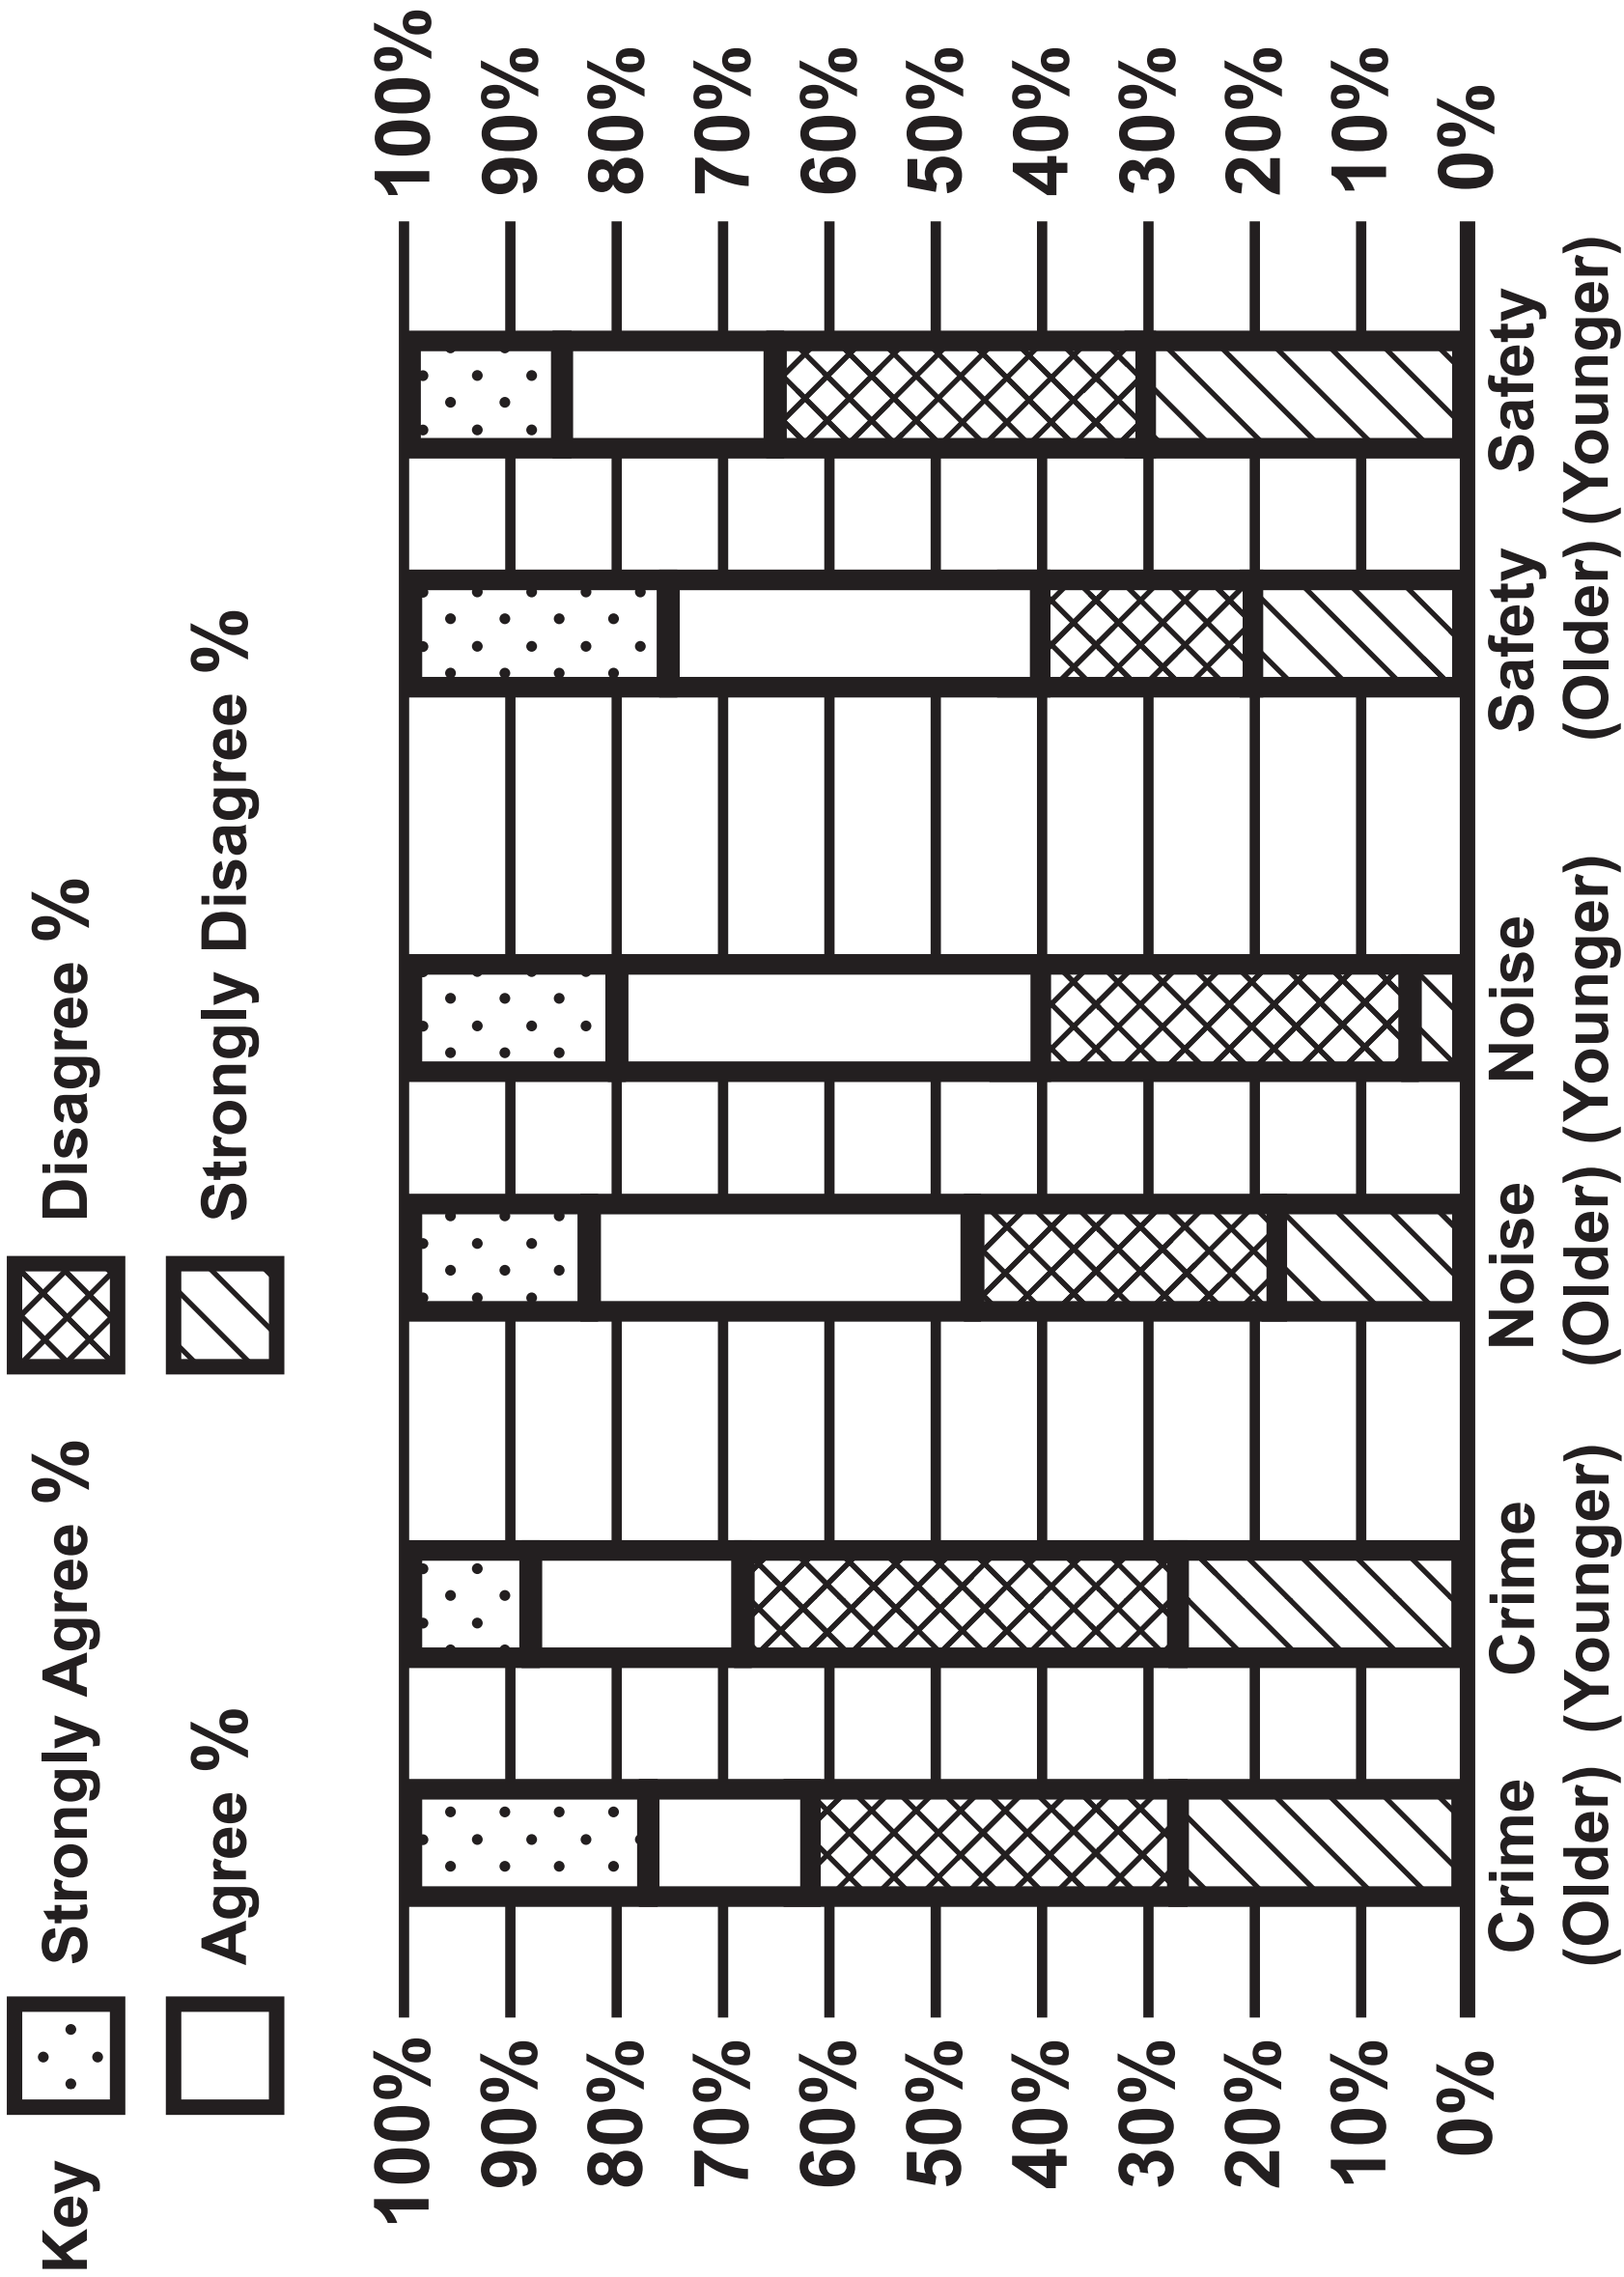 Key Strongly Agree % Disagree %
Agree % Strongly Disagree %
100% 100%
90% 90%
80% 80%
70% 70%
60% 60%
50% 50%
40% 40%
30% 30%
20% 20%
10% 10%
0% 0%
Crime Crime Noise Noise Safety Safety
(Older) (Younger) (Older) (Younger) (Older) (Younger)